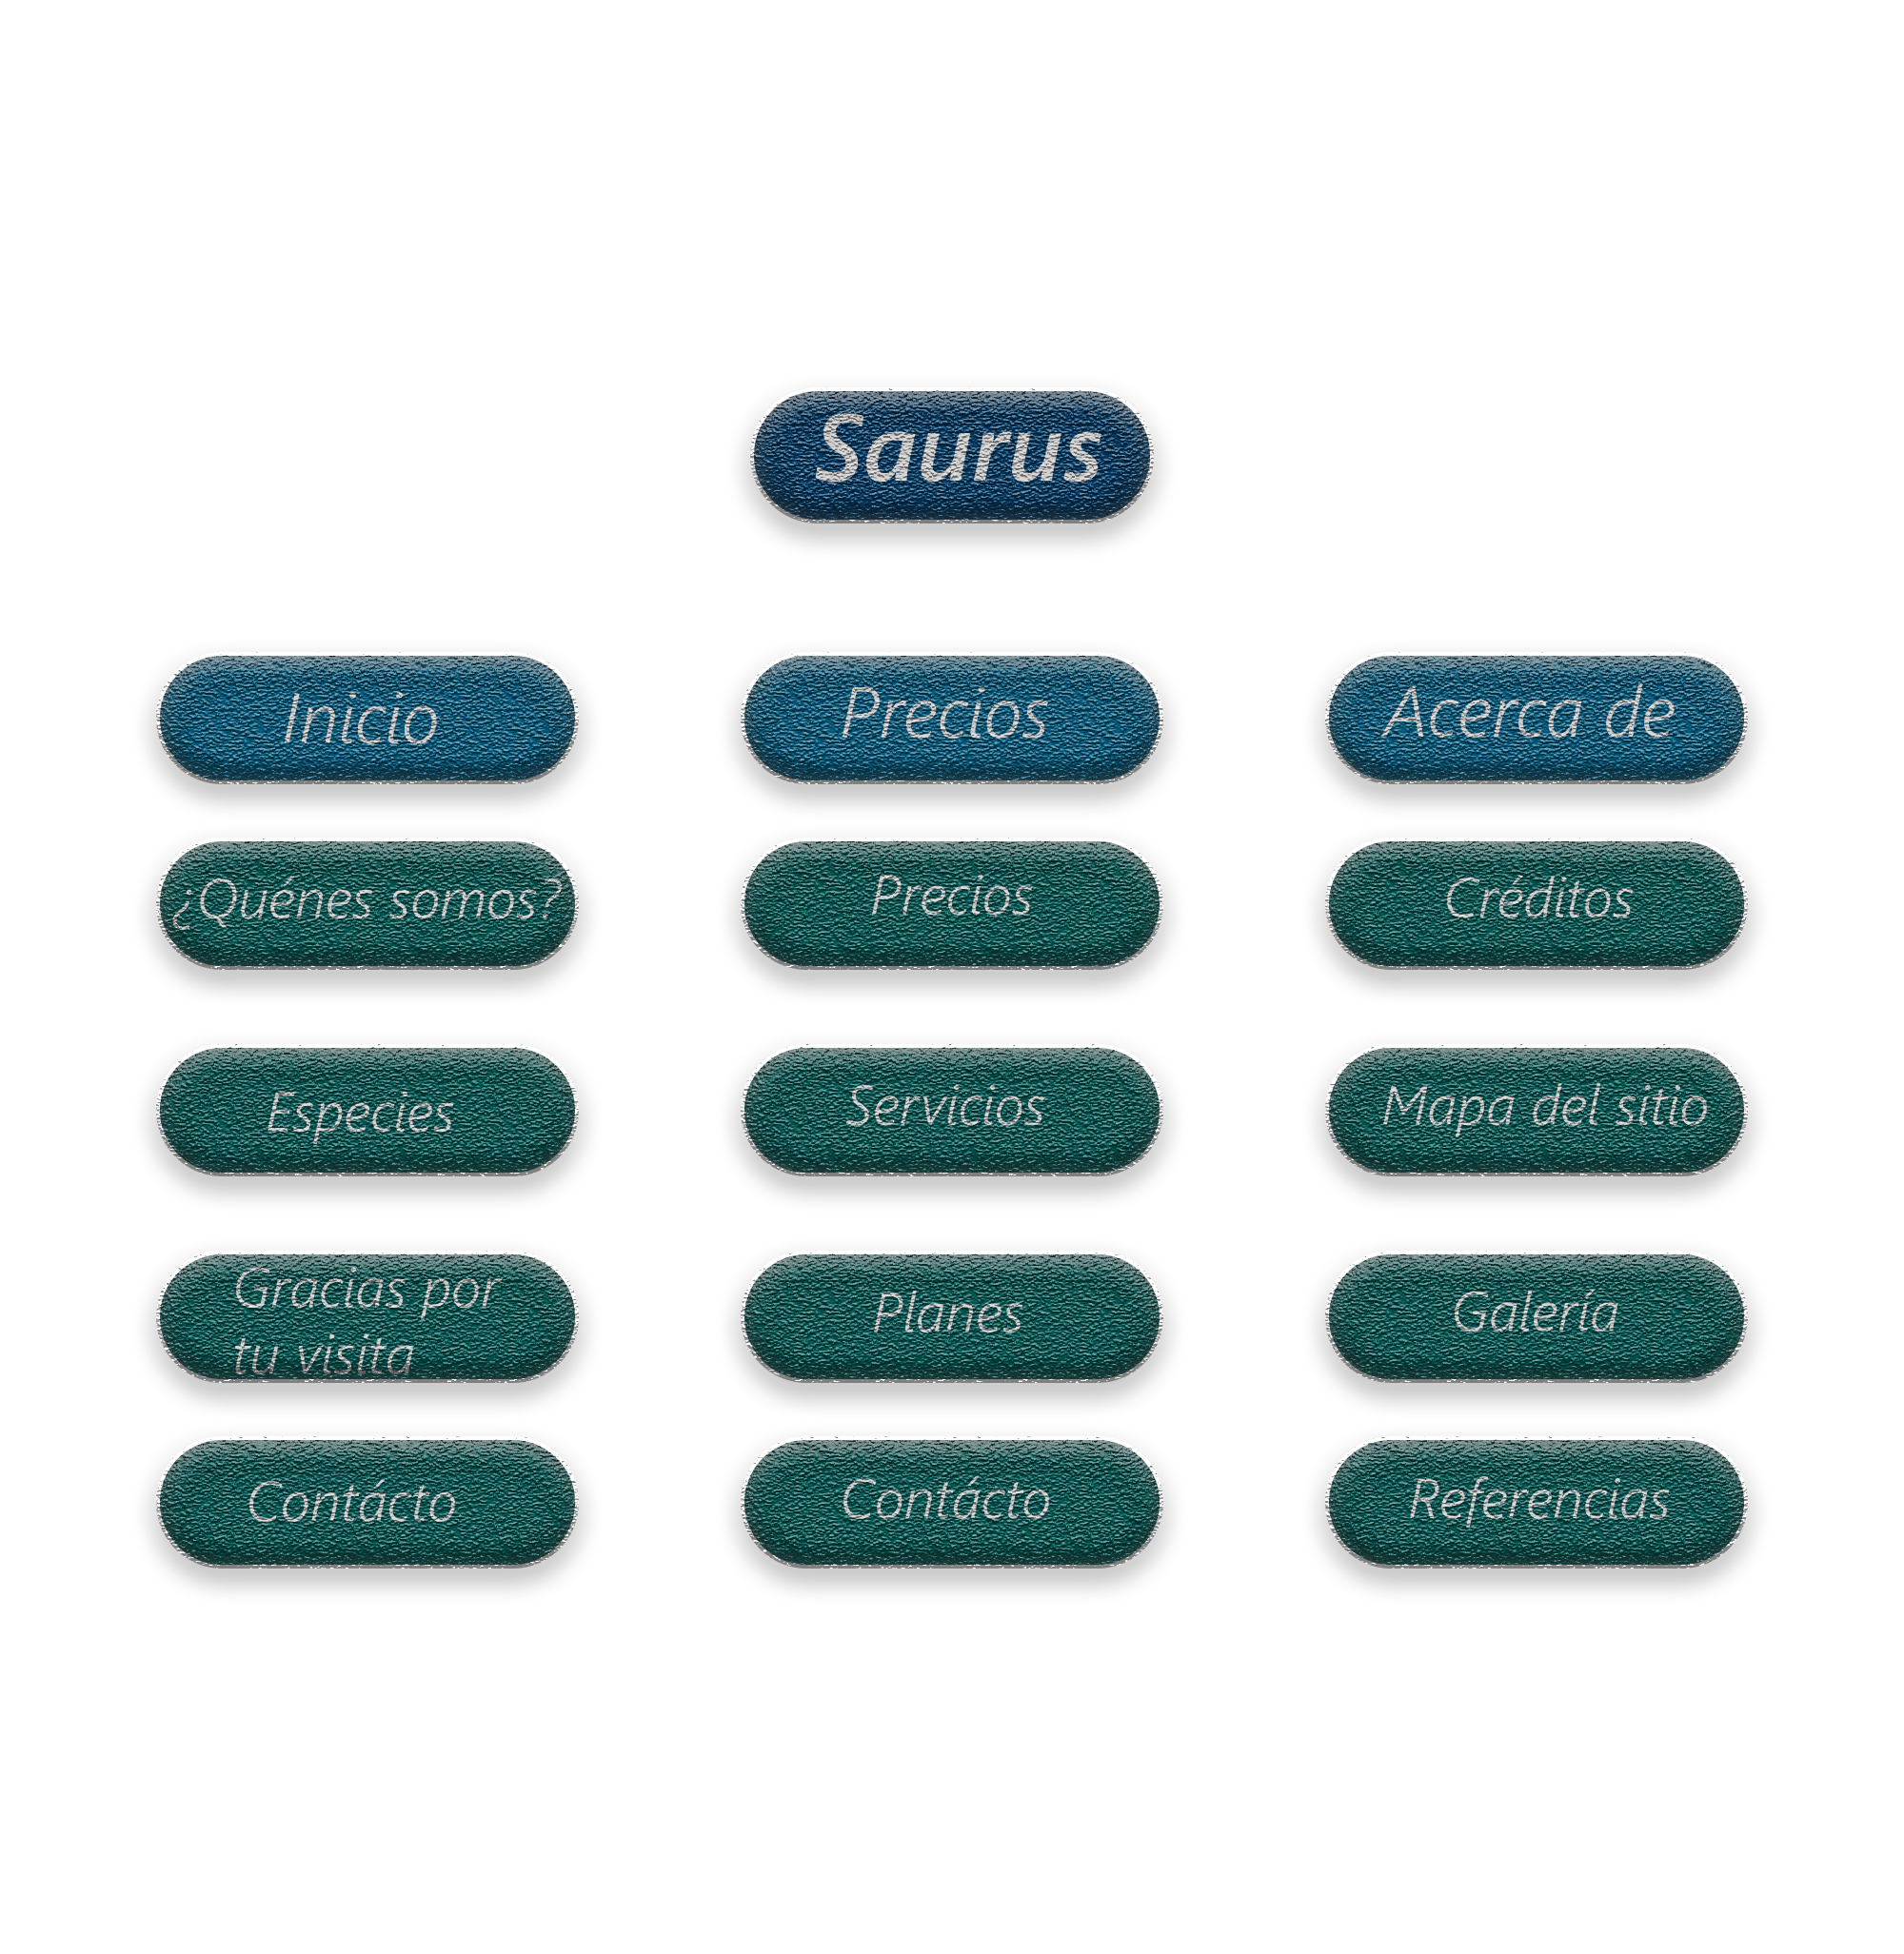 Saurus
Inicio
Precios
Acerca de
¿Quénes somos?
Precios
Créditos
Especies
Servicios
Mapa del sitio
Gracias por
tu visita
Planes
Galería
Contácto
Contácto
Referencias